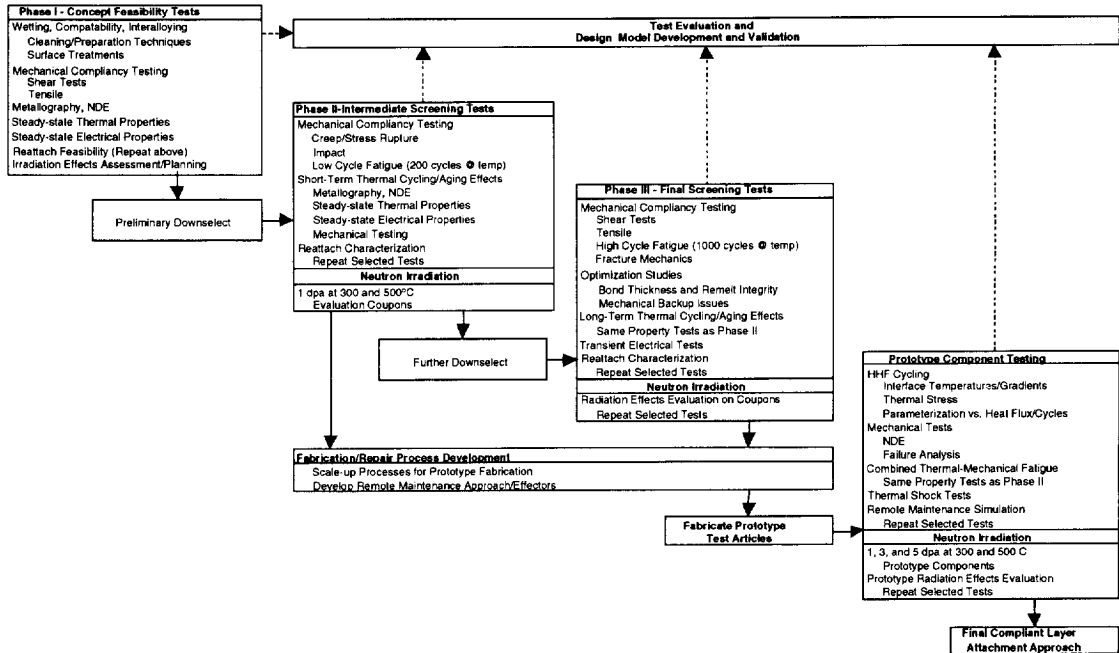 Phase I - Concept Feasibility Tests
Wetting, Compatability, Interalloying
Cleaning/Preparation Techniques
Surface Treatments
Mechanical Compliancy Testing
Shear Tests
Tensile
Metallography, NDE
Steady-state Thermal Properties
Steady-state Electrical Properties
Reattach Feasibility (Repeat above)
Irradiation Effects Assessment/Planning
Test Evaluation and
Design Model Development and Validation
Preliminary Downselect
Phase II-Intermediate Screening Tests
Mechanical Compliancy Testing
Creep/Stress Rupture
Impact
Low Cycle Fatigue (200 cycles @ temp)
Short-Term Thermal Cycling/Aging Effects
Metallography, NDE
Steady-state Thermal Properties
Steady-state Electrical Properties
Mechanical Testing
Reattach Characterization
Repeat Selected Tests
Neutron Irradiation
1 dpa at 300 and 500°C
Evaluation Coupons
Further Downselect
Phase III - Final Screening Tests
Mechanical Compliancy Testing
Shear Tests
Tensile
High Cycle Fatigue (1000 cycles @ temp)
Fracture Mechanics
Optimization Studies
Bond Thickness and Remelt Integrity
Mechanical Backup Issues
Long-Term Thermal Cycling/Aging Effects
Same Property Tests as Phase II
Transient Electrical Tests
Reattach Characterization
Repeat Selected Tests
Neutron Irradiation
Radiation Effects Evaluation on Coupons
Repeat Selected Tests
Fabrication/Repair Process Development
Scale-up Processes for Prototype Fabrication
Develop Remote Maintenance Approach/Effectors
Fabricate Prototype
Test Articles
Prototype Component Testing
HHF Cycling
Interface Temperatures/Gradients
Thermal Stress
Parameterization vs. Heat Flux/Cycles
Mechanical Tests
NDE
Failure Analysis
Combined Thermal-Mechanical Fatigue
Same Property Tests as Phase II
Thermal Shock Tests
Remote Maintenance Simulation
Repeat Selected Tests
Neutron Irradiation
1, 3, and 5 dpa at 300 and 500 C
Prototype Components
Prototype Radiation Effects Evaluation
Repeat Selected Tests
Final Compliant Layer
Attachment Approach